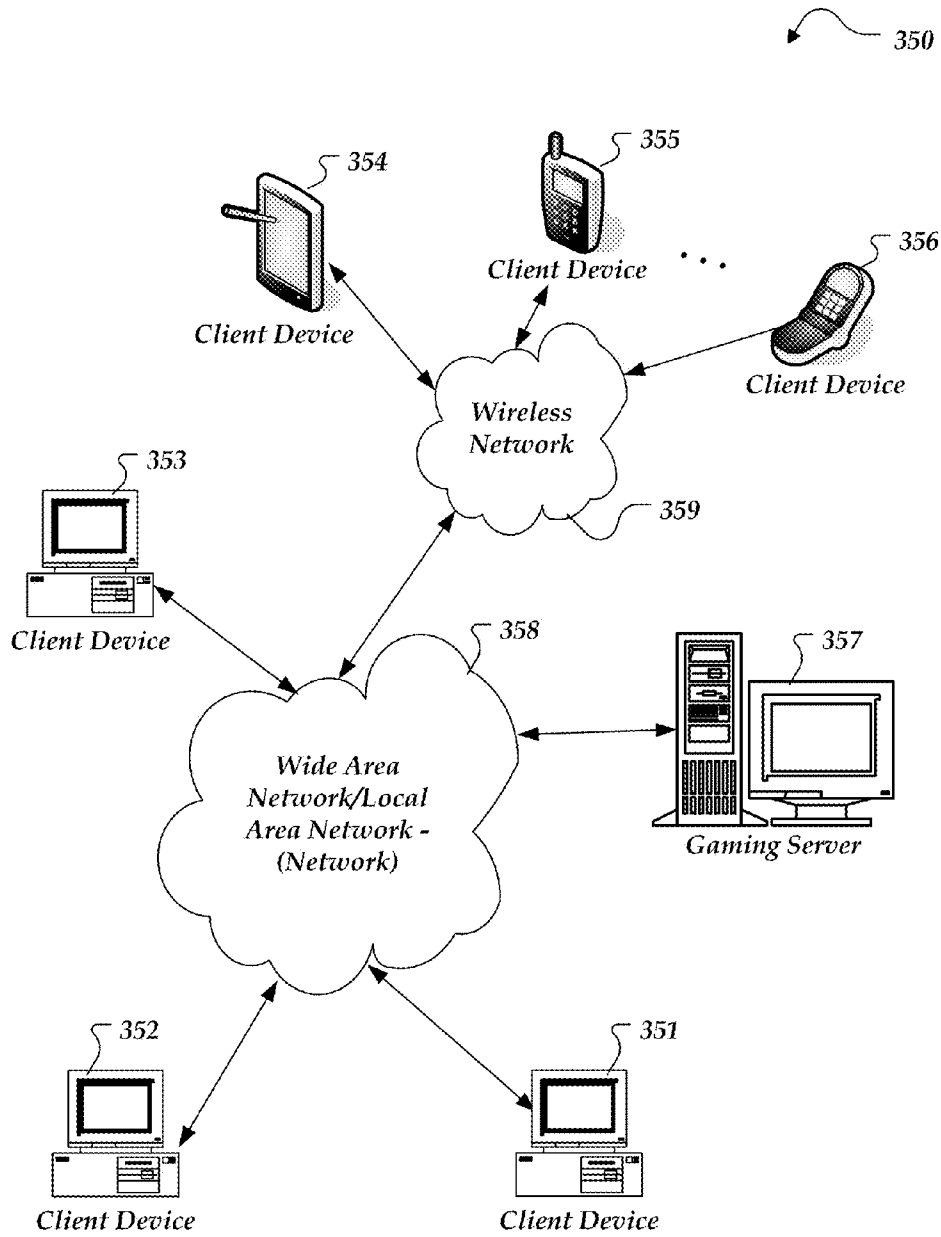 350
355
354
356
Client Device
Client Device
Client Device
Wireless
Network
353
359
Client Device
358
357
Wide Area
Network/Local
Area Network -
(Network)
Gaming Server
352
351
Client Device
Client Device